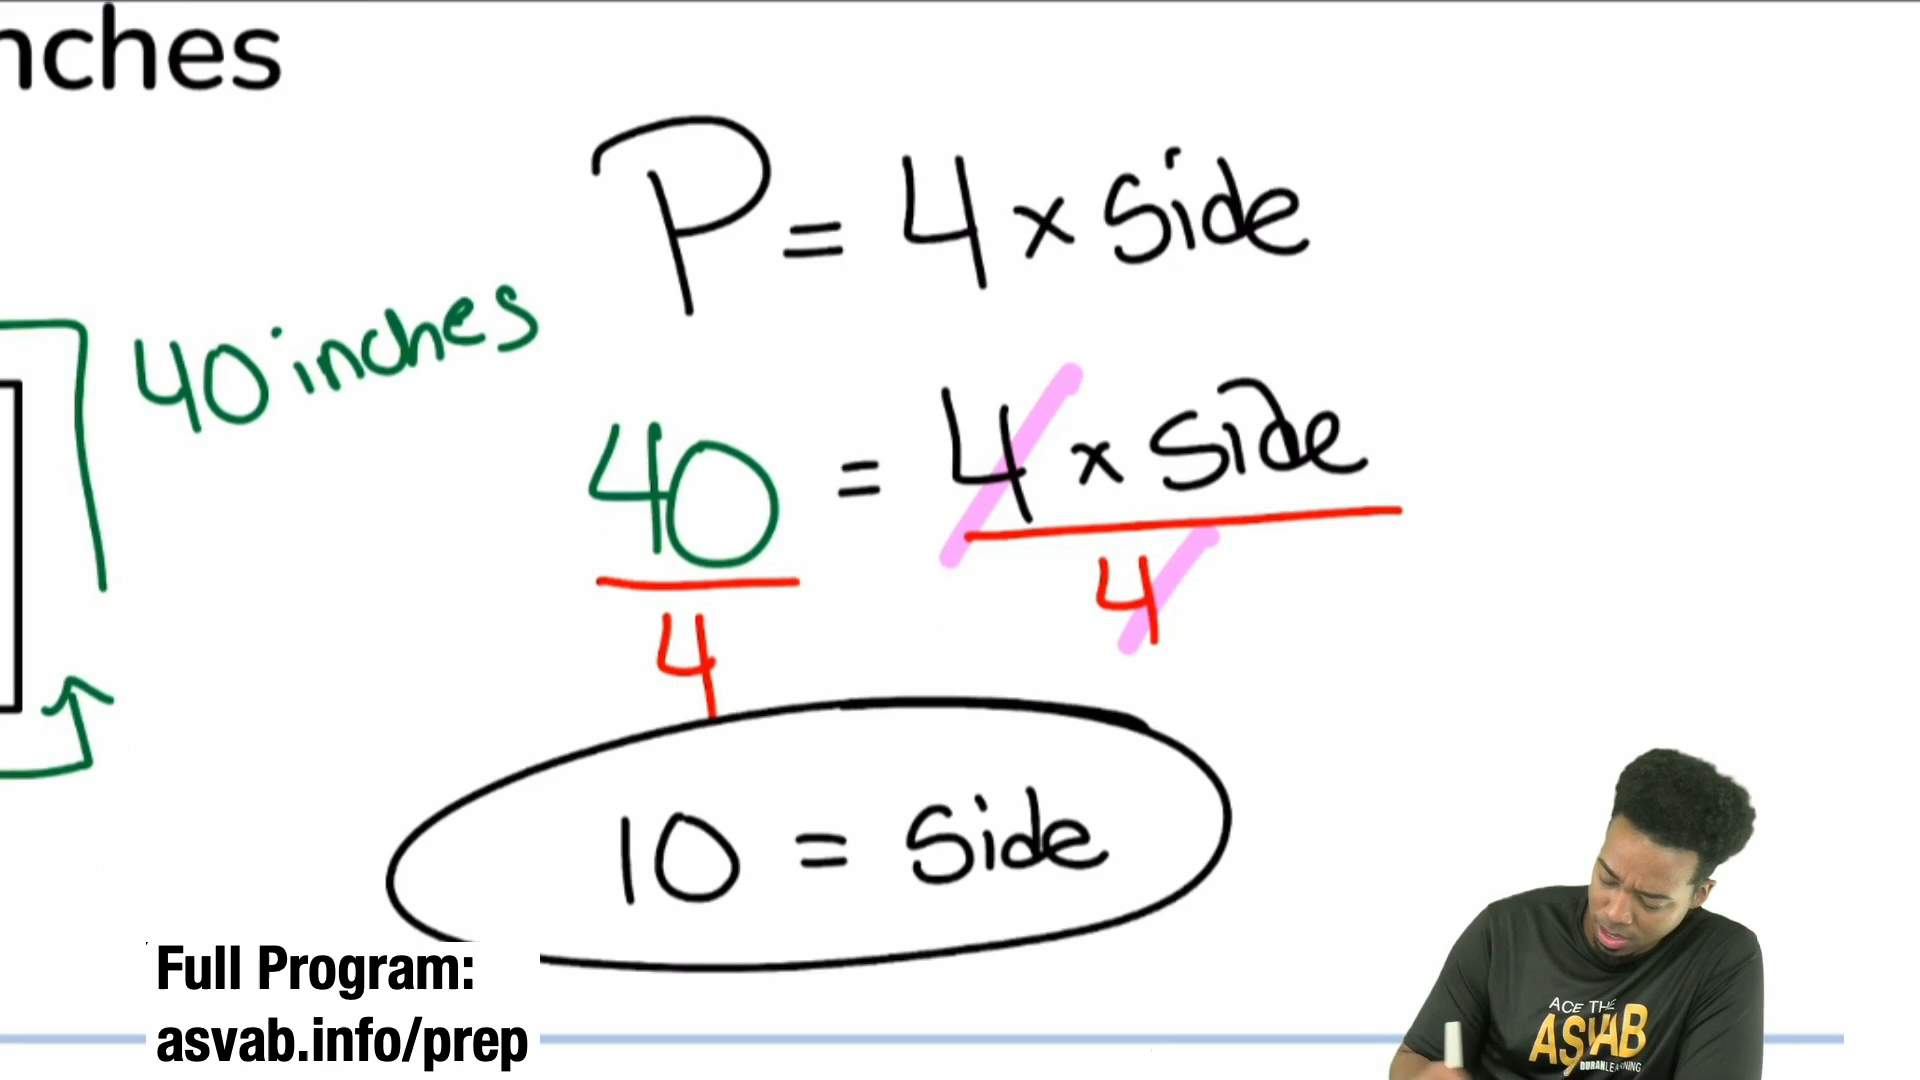 nches
P = 4 x side
40 inches
40 = 4 x side
4 4
10 = side
Full Program:
asvab.info/prep
ACE THE
ASVAB
DURANLEARNING